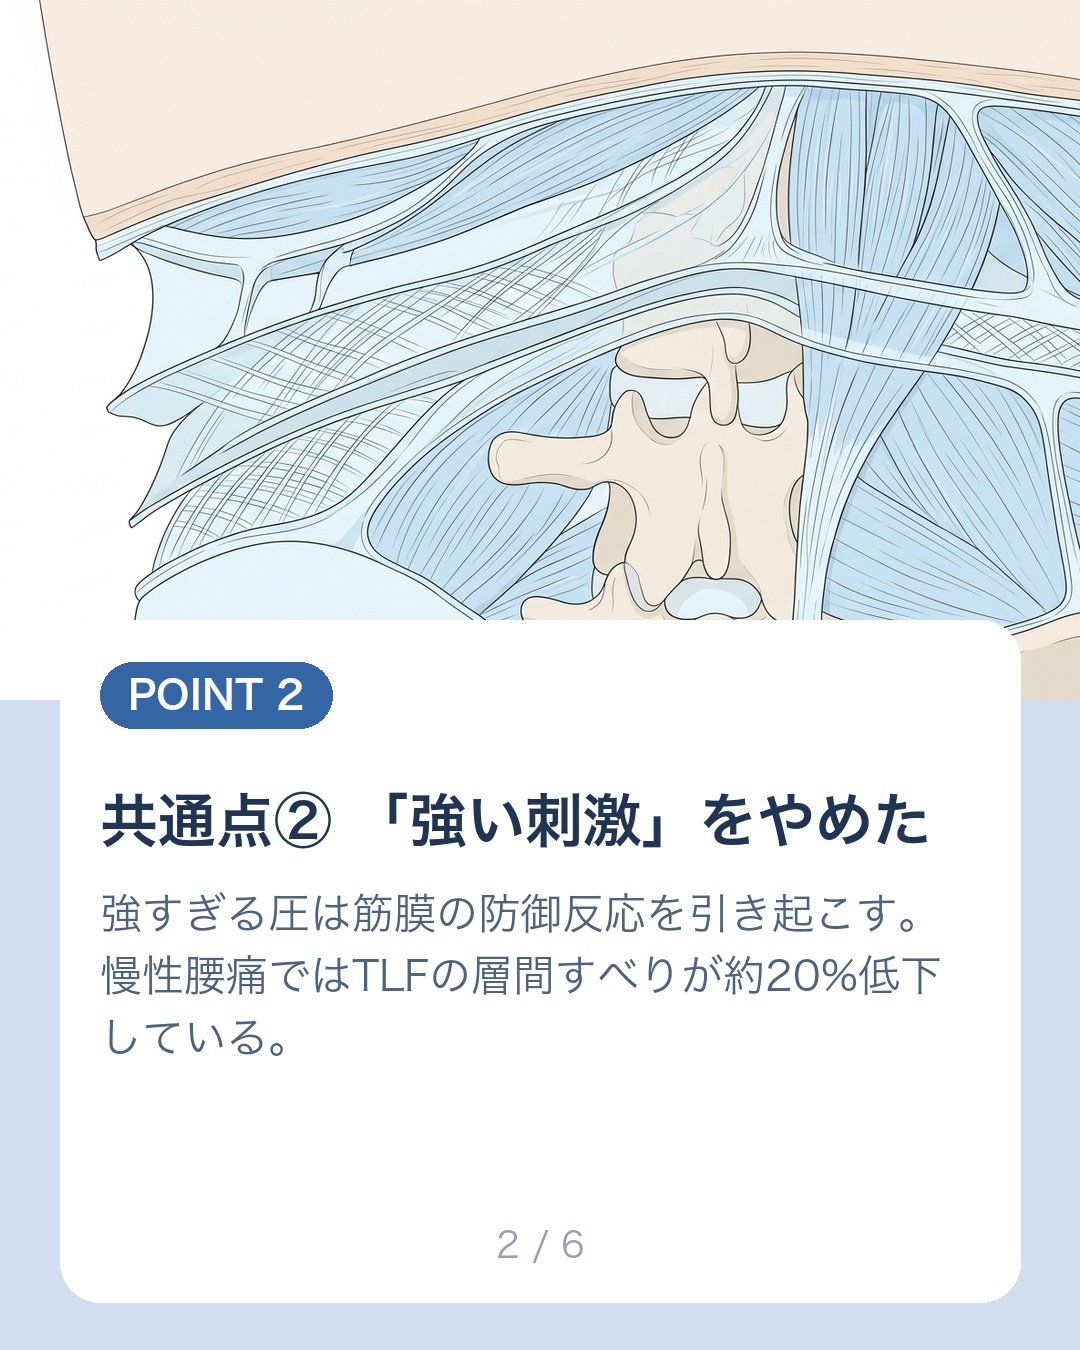 POINT 2
共通点② 「強い刺激」をやめた
強すぎる圧は筋膜の防御反応を引き起こす。
慢性腰痛ではTLFの層間すべりが約20%低下
している。
2 / 6